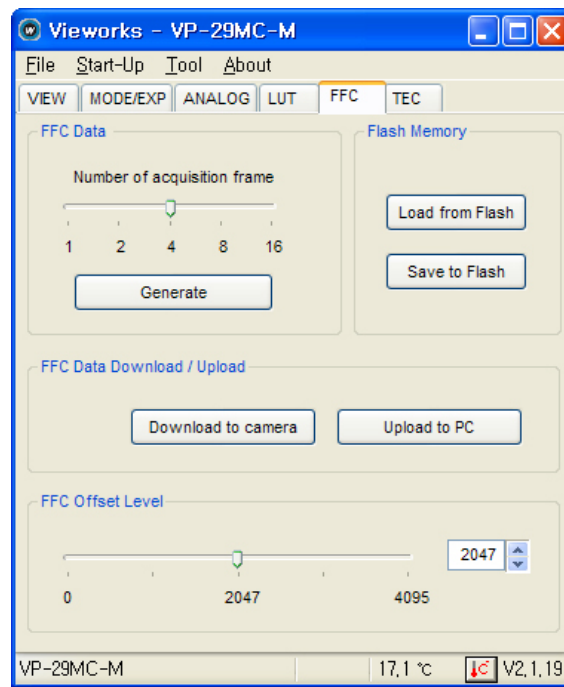 Vieworks - VP-29MC-M
File Start-Up Tool About
VIEW MODE/EXP ANALOG LUT FFC TEC
FFC Data
Number of acquisition frame
1 2 4 8 16
Generate
Flash Memory
Load from Flash
Save to Flash
FFC Data Download / Upload
Download to camera Upload to PC
FFC Offset Level
2047
0 2047 4095
VP-29MC-M 17,1 ℃ V2,1,19